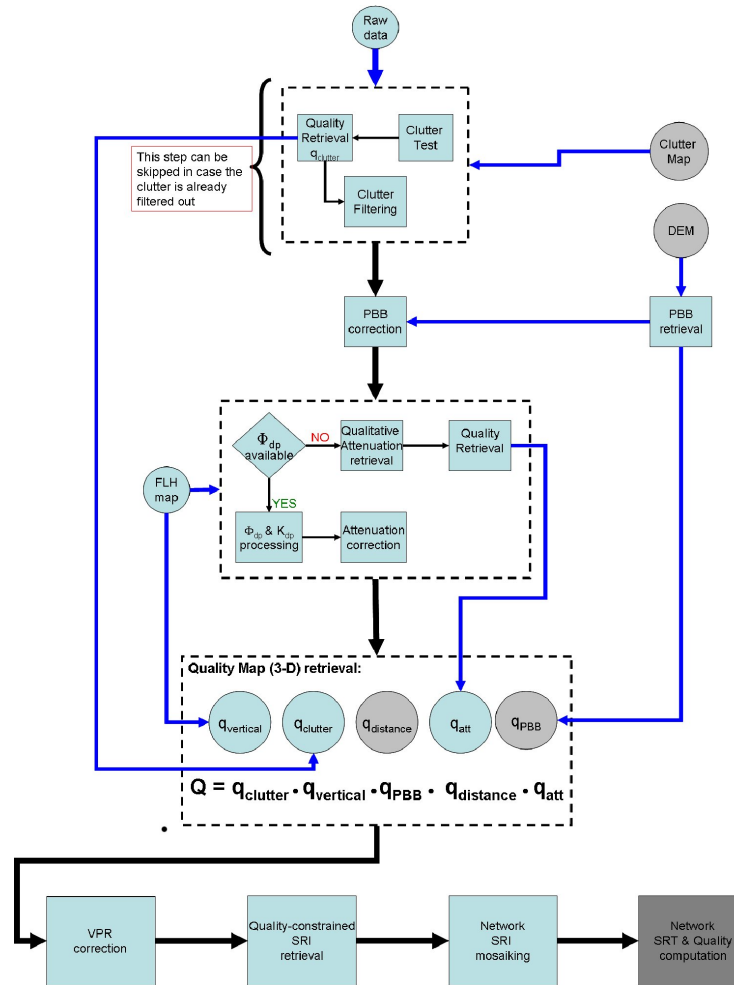 Raw
data
Quality
Retrieval
qclutter
Clutter
Test
Clutter
Filtering
This step can be
skipped in case the
clutter is already
filtered out
Clutter
Map
DEM
PBB
correction
PBB
retrieval
Φdp
available
NO
Qualitative
Attenuation
retrieval
Quality
Retrieval
FLH
map
YES
Φdp & Kdp
processing
Attenuation
correction
Quality Map (3-D) retrieval:
qvertical
qclutter
qdistance
qatt
qPBB
Q = qclutter · qvertical · qPBB · qdistance · qatt
VPR
correction
Quality-constrained
SRI
retrieval
Network
SRI
mosaiking
Network
SRT & Quality
computation